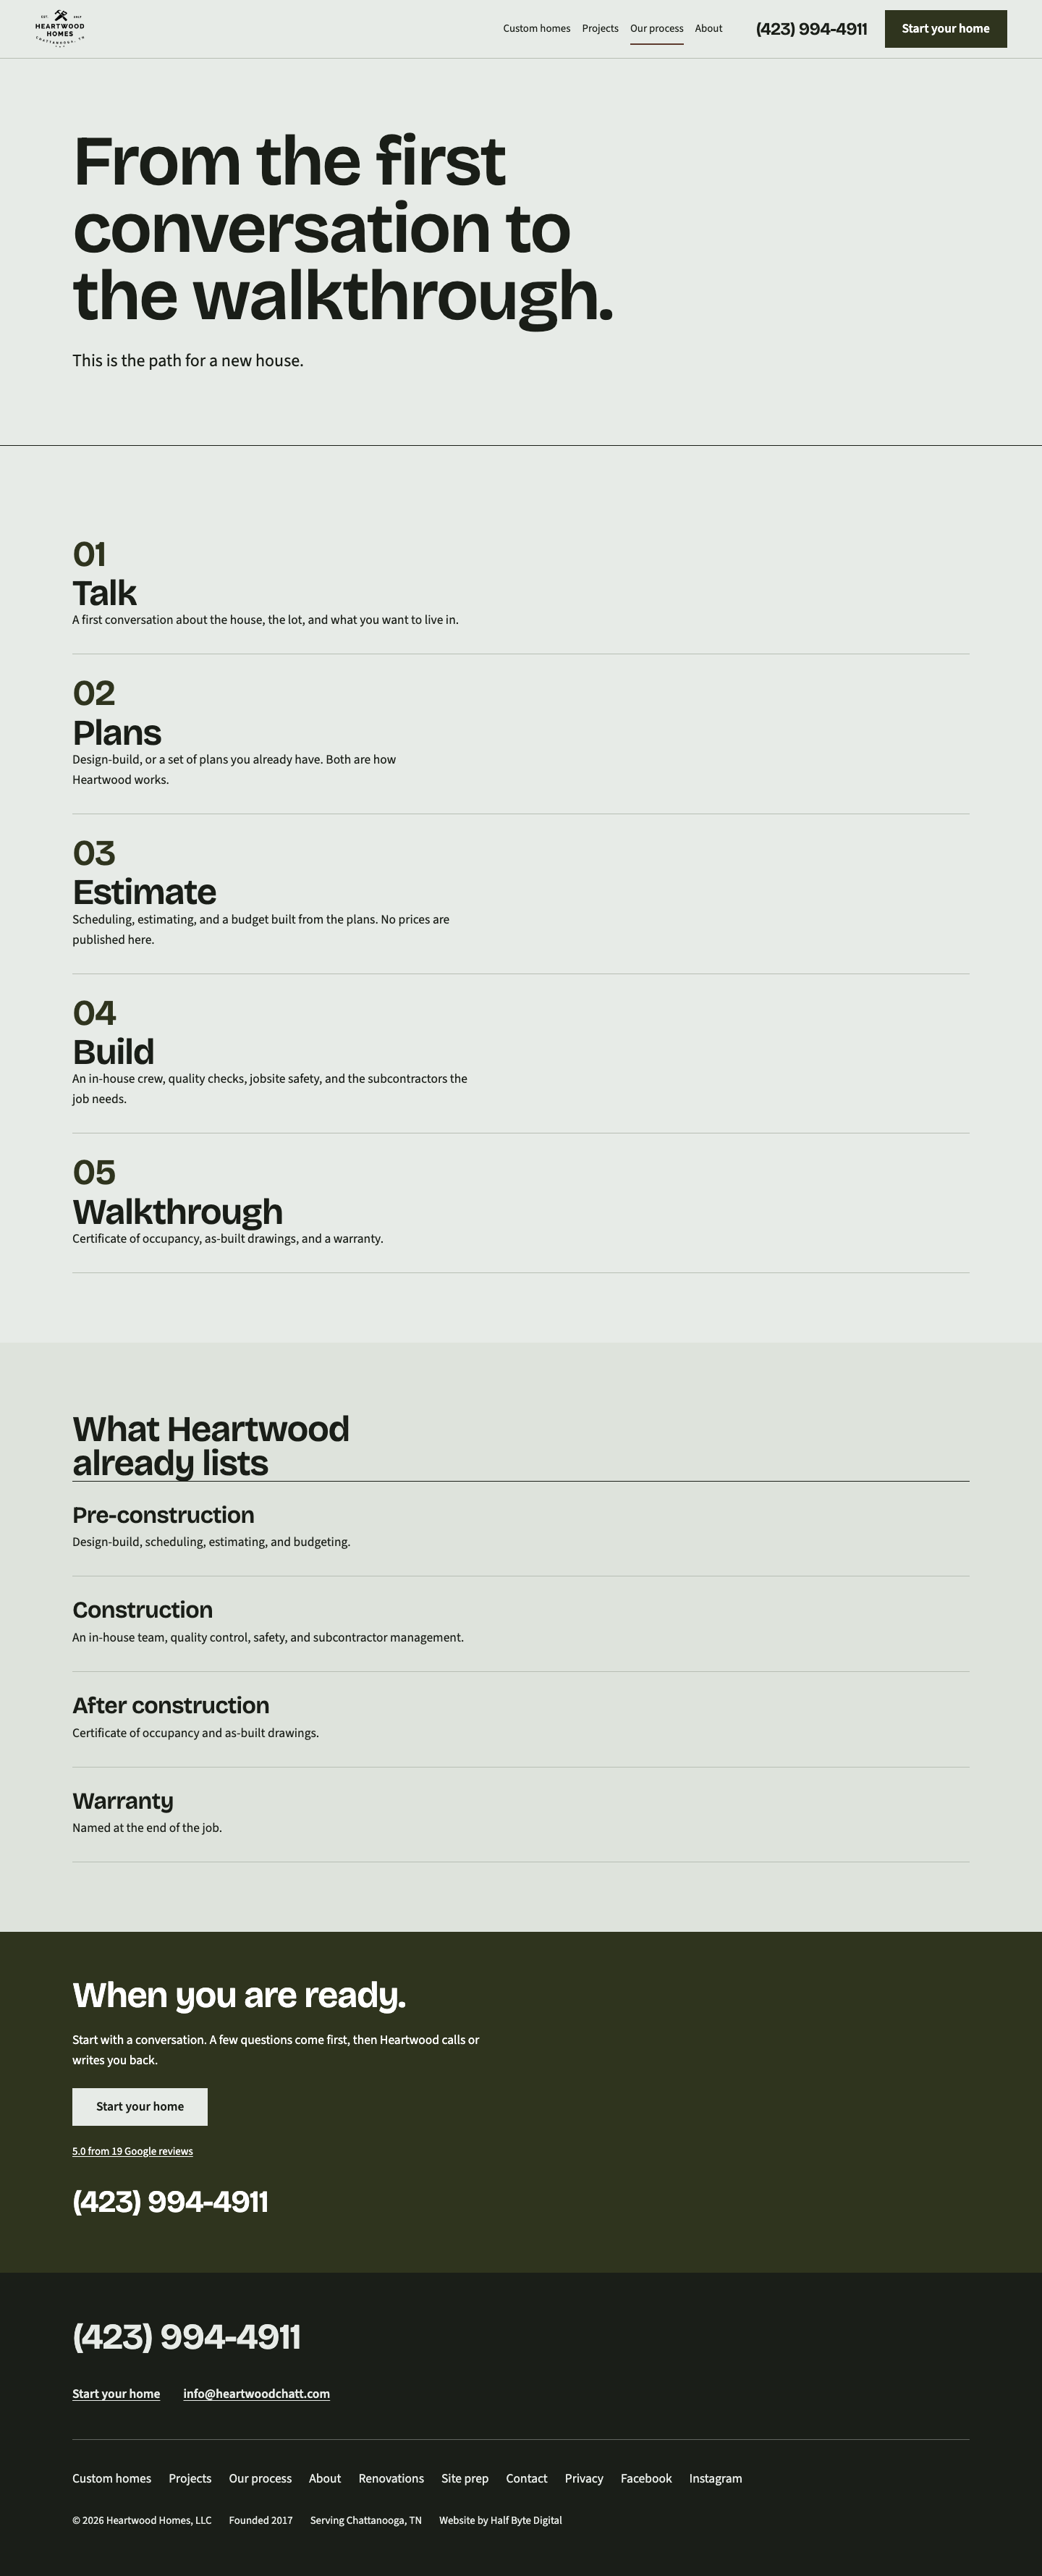 EST. 2017
HEARTWOOD
HOMES
CHATTANOOGA, TN
Custom homes Projects Our process About (423) 994-4911 Start your home
From the first
conversation to
the walkthrough.
This is the path for a new house.
01
Talk
A first conversation about the house, the lot, and what you want to live in.
02
Plans
Design-build, or a set of plans you already have. Both are how
Heartwood works.
03
Estimate
Scheduling, estimating, and a budget built from the plans. No prices are
published here.
04
Build
An in-house crew, quality checks, jobsite safety, and the subcontractors the
job needs.
05
Walkthrough
Certificate of occupancy, as-built drawings, and a warranty.
What Heartwood
already lists
Pre-construction
Design-build, scheduling, estimating, and budgeting.
Construction
An in-house team, quality control, safety, and subcontractor management.
After construction
Certificate of occupancy and as-built drawings.
Warranty
Named at the end of the job.
When you are ready.
Start with a conversation. A few questions come first, then Heartwood calls or
writes you back.
Start your home
5.0 from 19 Google reviews
(423) 994-4911
(423) 994-4911
Start your home info@heartwoodchatt.com
Custom homes Projects Our process About Renovations Site prep Contact Privacy Facebook Instagram
© 2026 Heartwood Homes, LLC Founded 2017 Serving Chattanooga, TN Website by Half Byte Digital